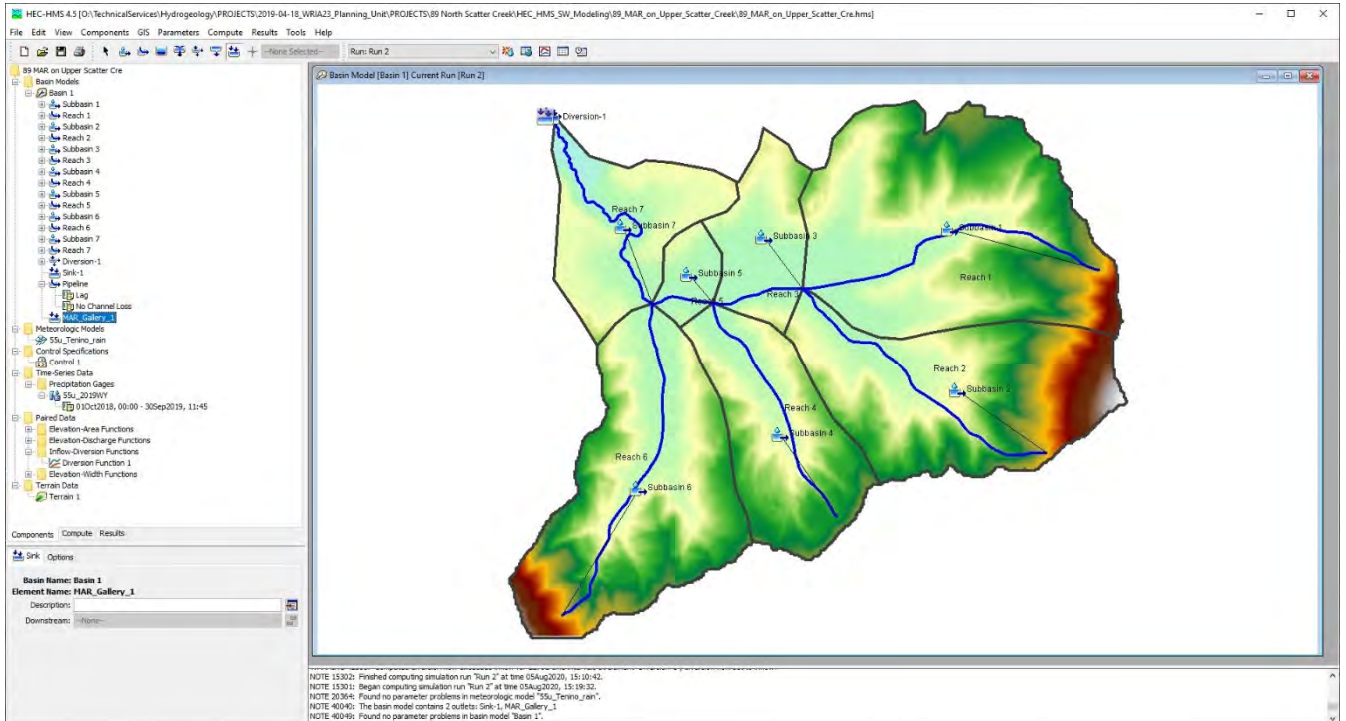 HEC-HMS 4.5 [O:\TechnicalServices\Hydrogeology\PROJECTS\2019-04-18_WRIA23_Planning_Unit\PROJECTS\89 North Scatter Creek\HEC_HMS_SW_Modeling\89_MAR_on_Upper_Scatter_Creek\89_MAR_on_Upper_Scatter_Cre.hms]
File Edit View Components GIS Parameters Compute Results Tools Help
--None Selected-- Run: Run 2
89 MAR on Upper Scatter Cre
Basin Models
Basin 1
Subbasin 1
Reach 1
Subbasin 2
Reach 2
Subbasin 3
Reach 3
Subbasin 4
Reach 4
Subbasin 5
Reach 5
Subbasin 6
Reach 6
Subbasin 7
Reach 7
Diversion-1
Sink-1
Pipeline
Lag
No Channel Loss
MAR_Gallery_1
Meteorologic Models
55u_Tenino_rain
Control Specifications
Control 1
Time-Series Data
Precipitation Gages
55u_2019WY
01Oct2018, 00:00 - 30Sep2019, 11:45
Paired Data
Elevation-Area Functions
Elevation-Discharge Functions
Inflow-Diversion Functions
Diversion Function 1
Elevation-Width Functions
Terrain Data
Terrain 1
Components Compute Results
Sink Options
Basin Name: Basin 1
Element Name: MAR_Gallery_1
Description:
Downstream: --None--
Basin Model [Basin 1] Current Run [Run 2]
Diversion-1
Reach 7
Subbasin 7
Subbasin 3
Subbasin 1
Subbasin 5
Reach 1
Reach 3
Reach 5
Reach 2
Subbasin 2
Reach 4
Subbasin 4
Reach 6
Subbasin 6
NOTE 15302: Finished computing simulation run "Run 2" at time 05Aug2020, 15:10:42.
NOTE 15301: Began computing simulation run "Run 2" at time 05Aug2020, 15:19:32.
NOTE 20364: Found no parameter problems in meteorologic model "55u_Tenino_rain".
NOTE 40040: The basin model contains 2 outlets: Sink-1, MAR_Gallery_1
NOTE 40049: Found no parameter problems in basin model "Basin 1".